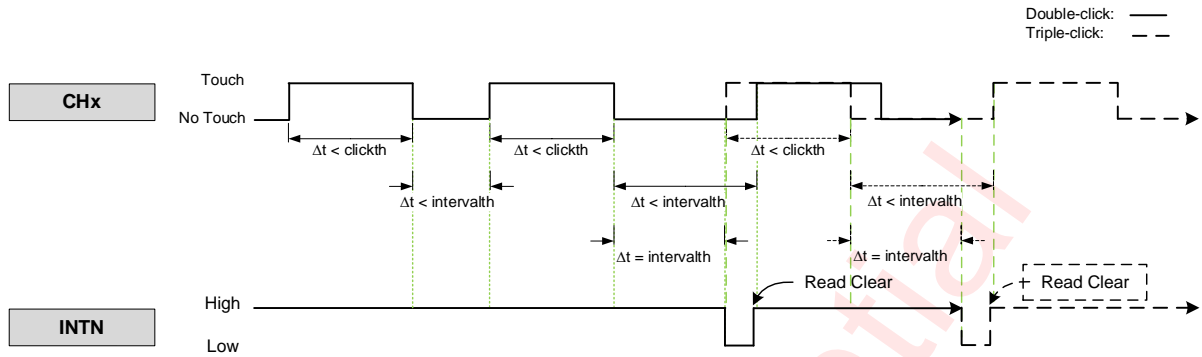 Double-click:
Triple-click:
Touch
CHx
No Touch
Δt < clickth
Δt < clickth
Δt < clickth
Δt < intervalth
Δt < intervalth
Δt < intervalth
Δt = intervalth
Δt = intervalth
Read Clear
Read Clear
High
INTN
Low